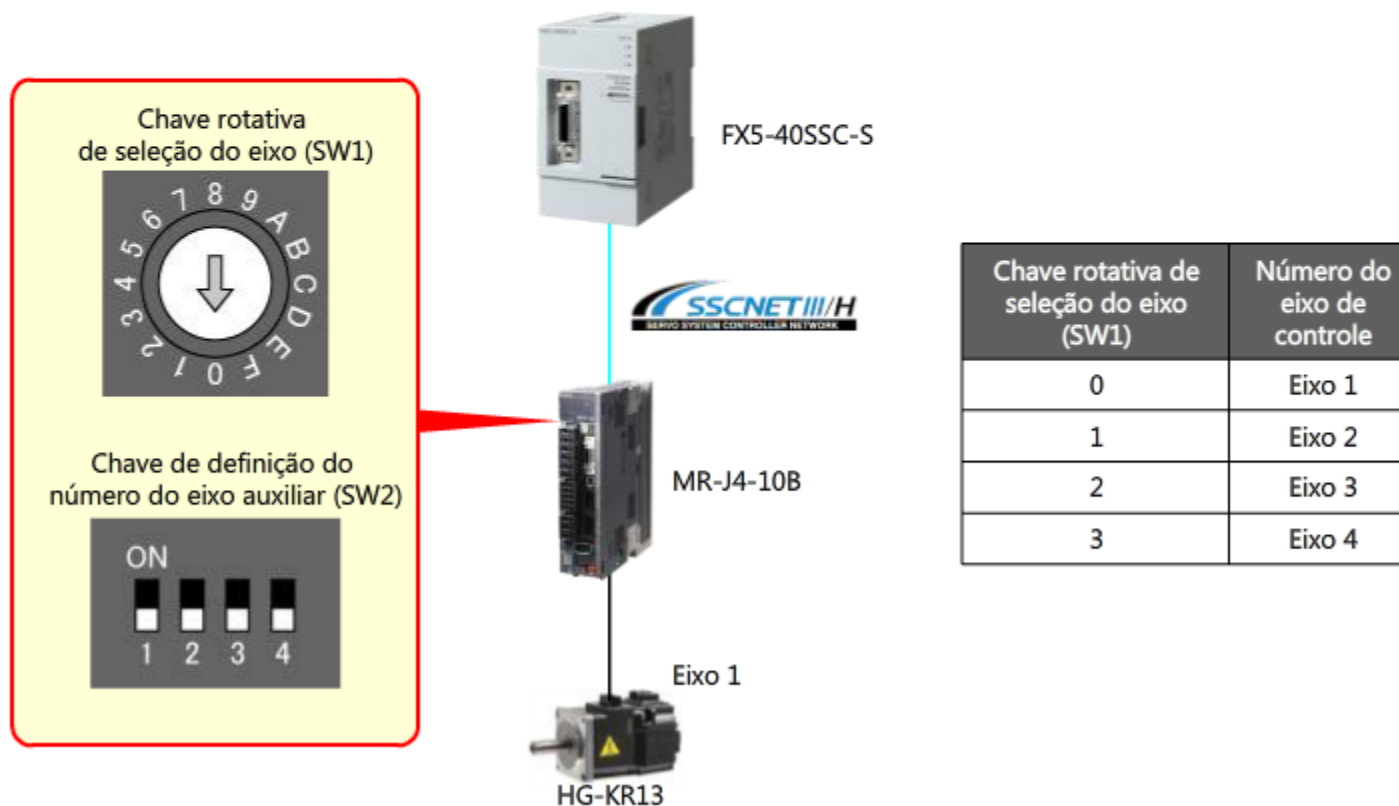 Chave rotativa
de seleção do eixo (SW1)
0 1 2 3 4 5 6 7 8 9 A B C D E F
Chave de definição do
número do eixo auxiliar (SW2)
ON
1 2 3 4
FX5-40SSC-S
SSCNET III/H
SERVO SYSTEM CONTROLLER NETWORK
MR-J4-10B
Eixo 1
HG-KR13
Chave rotativa de
seleção do eixo
(SW1)
Número do
eixo de
controle
0 Eixo 1
1 Eixo 2
2 Eixo 3
3 Eixo 4